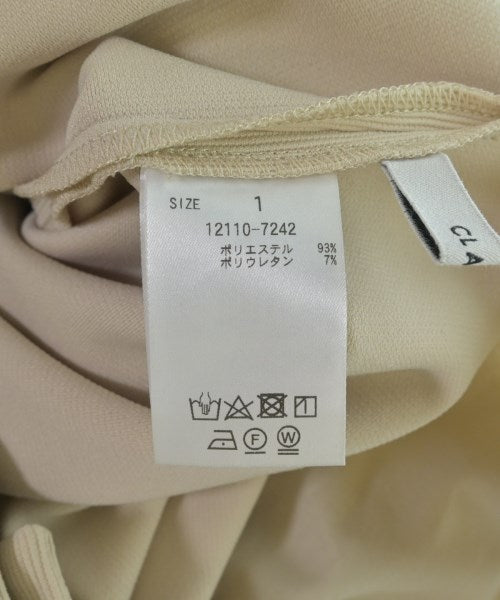 SIZE 1
12110-7242
ポリエステル 93%
ポリウレタン 7%
F W
CLA